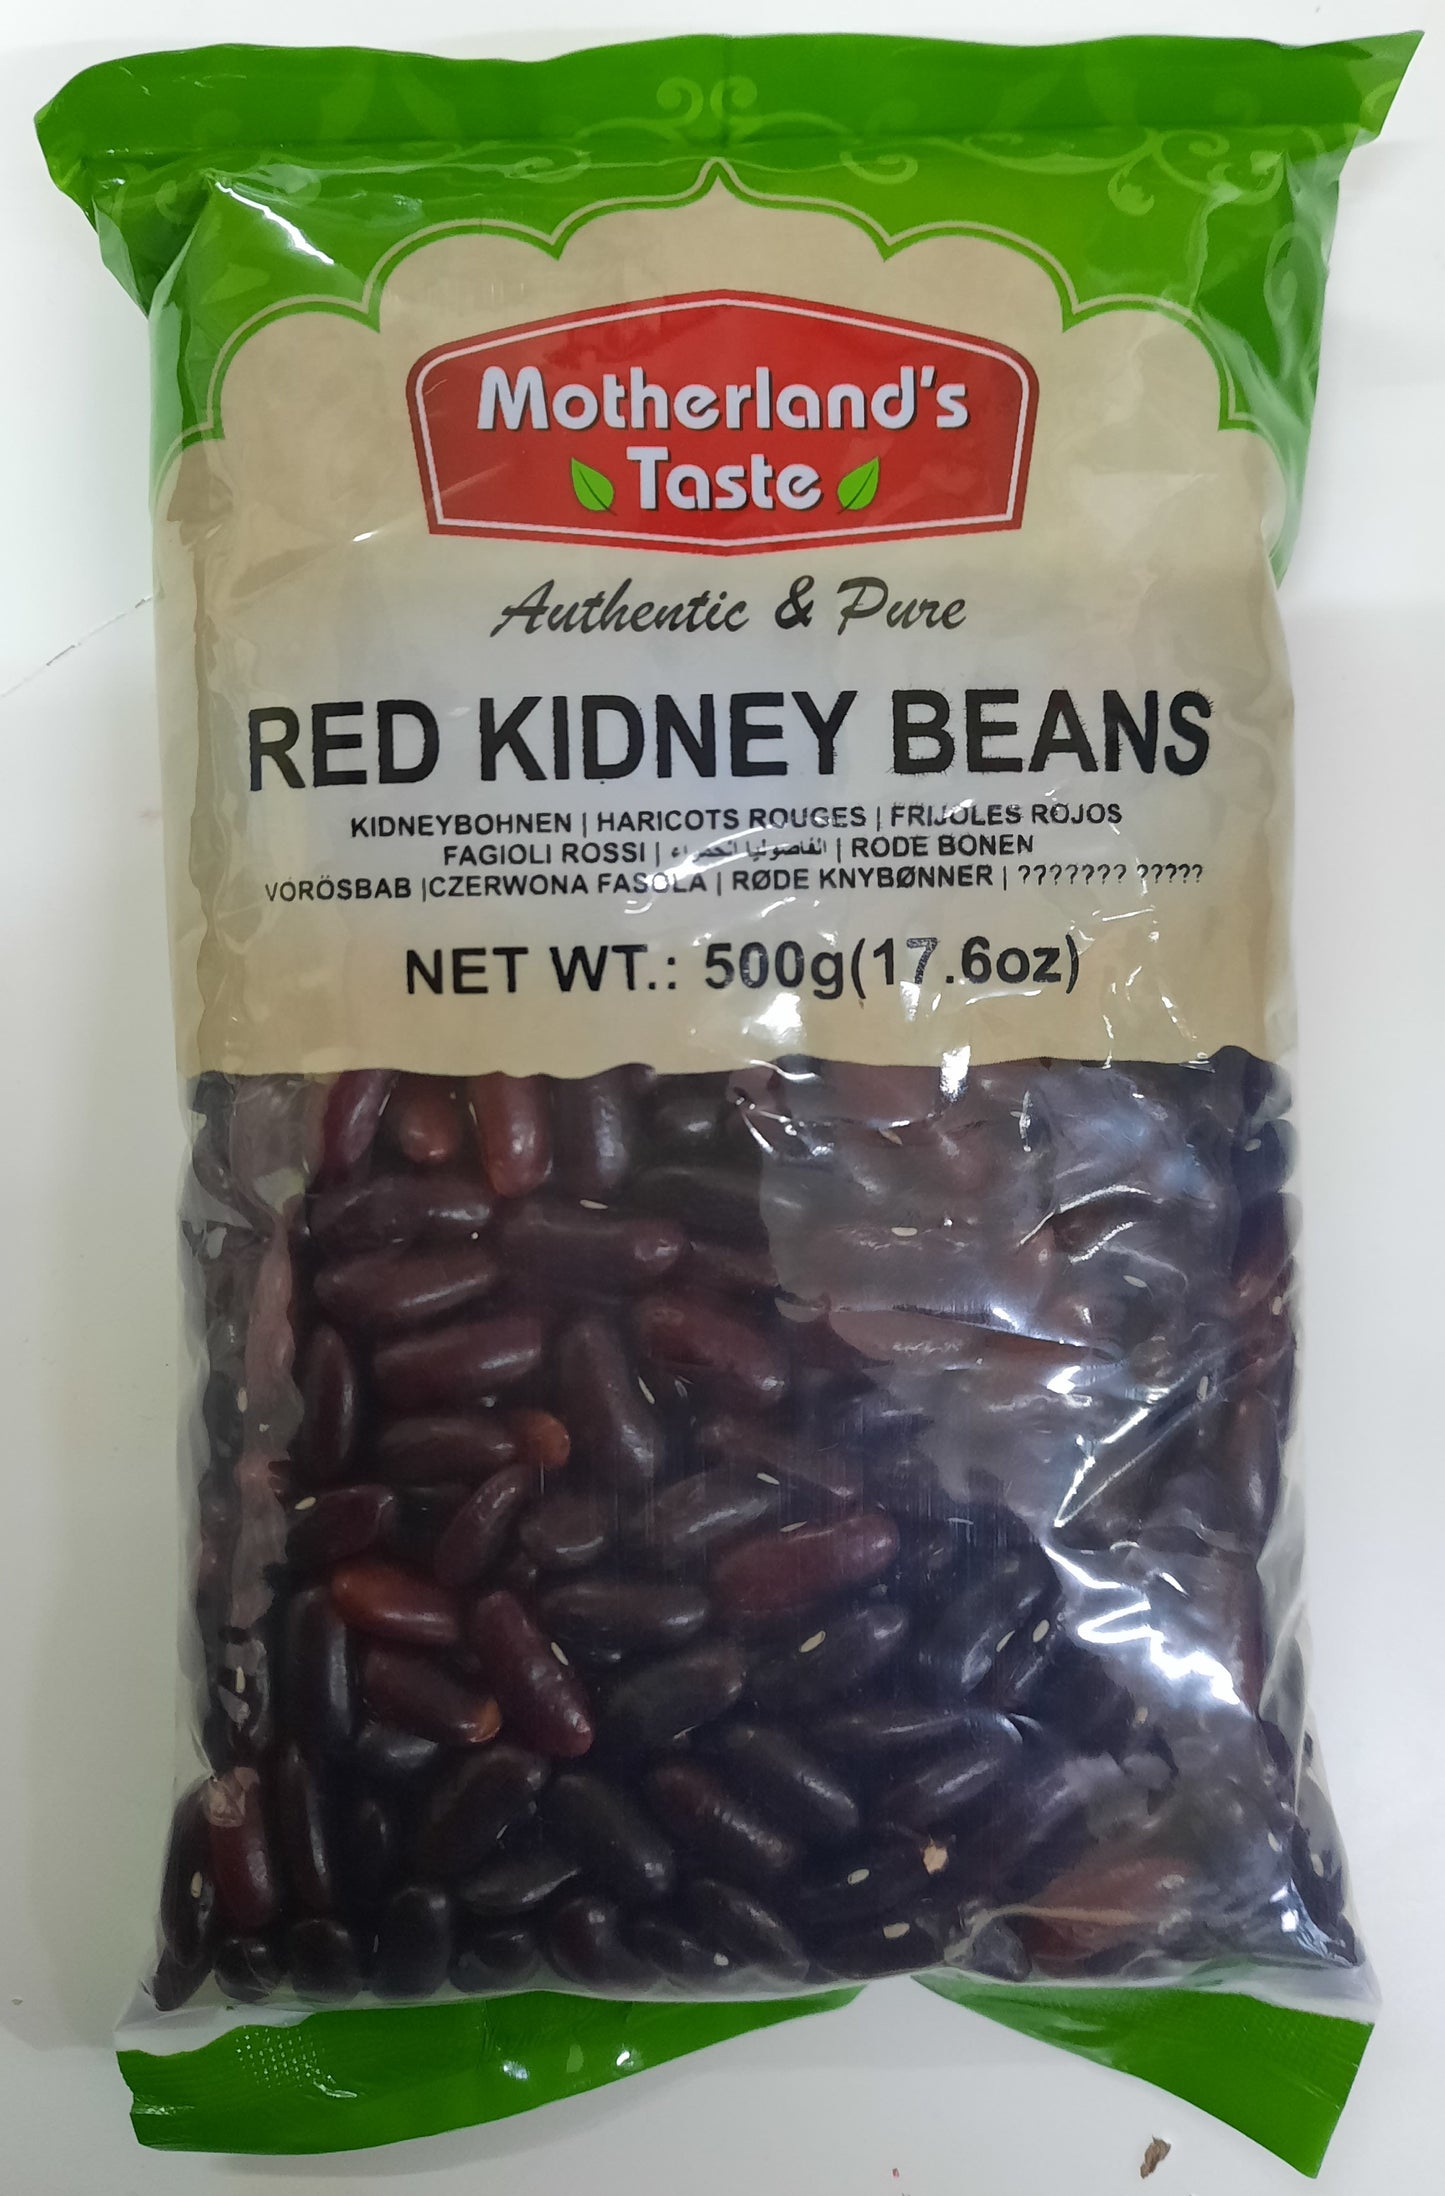 Motherland's
Taste
Authentic & Pure
RED KIDNEY BEANS
KIDNEYBOHNEN | HARICOTS ROUGES | FRIJOLES ROJOS
FAGIOLI ROSSI | الفاصوليا الحمراء | RODE BONEN
VÖRÖSBAB |CZERWONA FASOLA | RØDE KNYBØNNER | ??????? ?????
NET WT.: 500g(17.6oz)